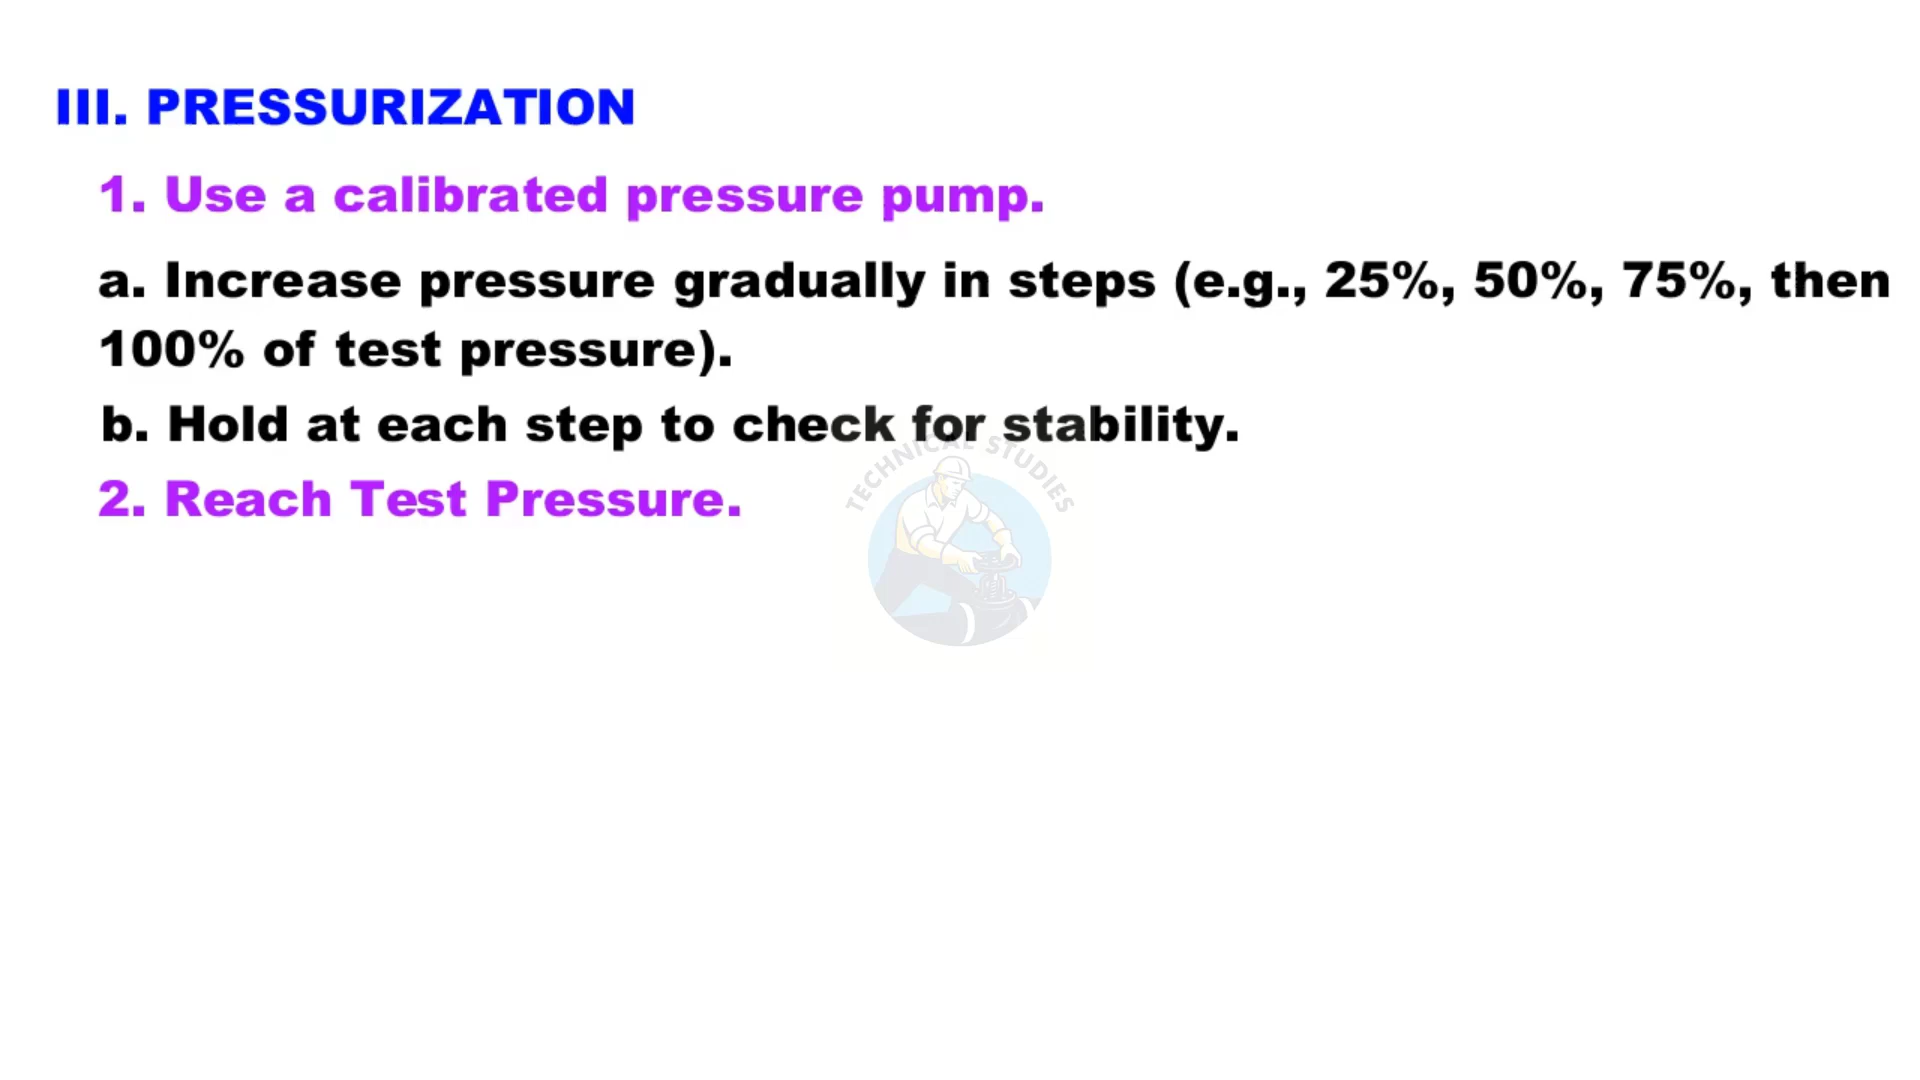 III. PRESSURIZATION
1. Use a calibrated pressure pump.
a. Increase pressure gradually in steps (e.g., 25%, 50%, 75%, then
100% of test pressure).
b. Hold at each step to check for stability.
TECHNICAL STUDIES
2. Reach Test Pressure.